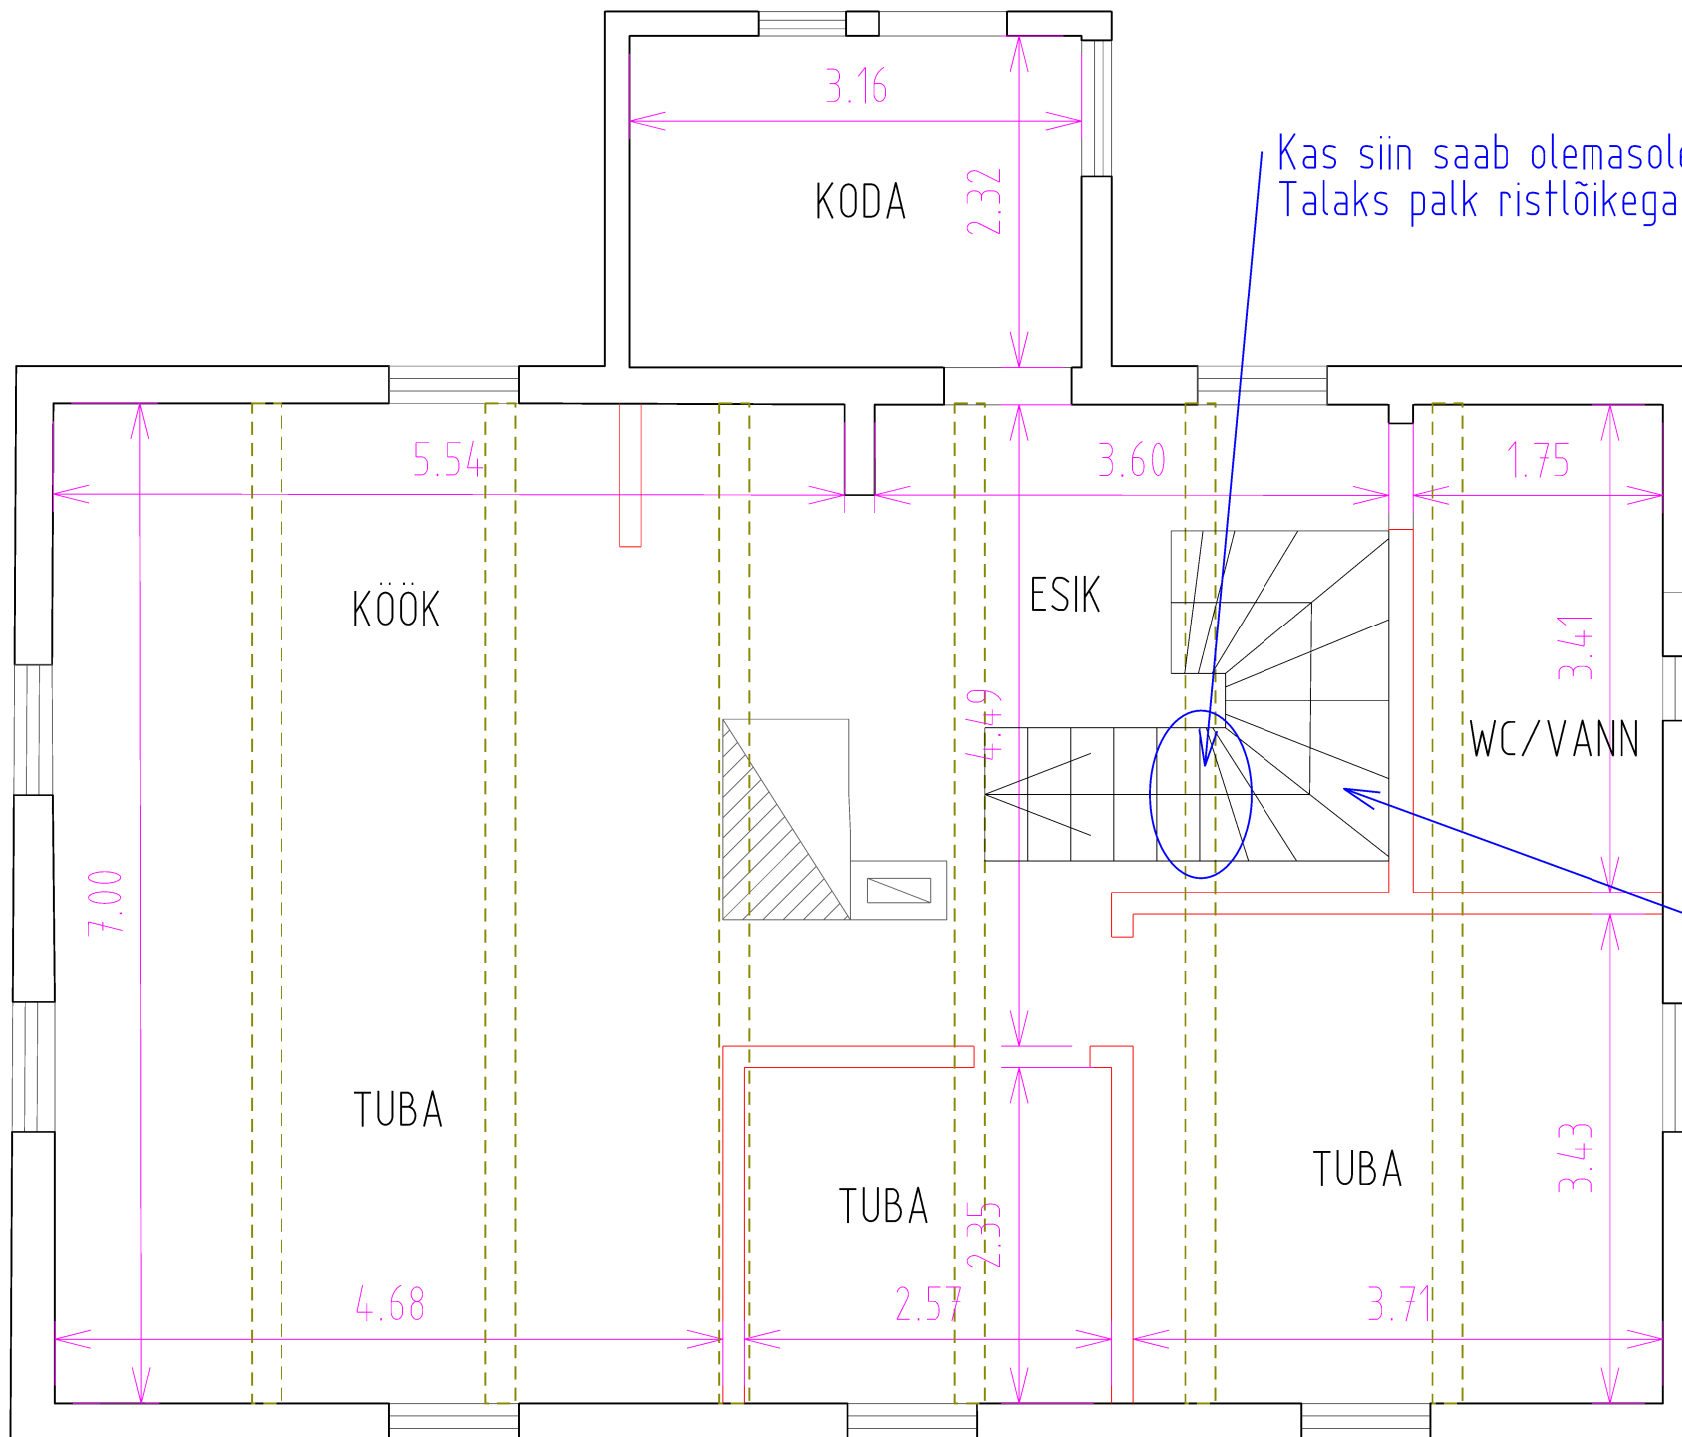 3.16
KODA
2.32
Kas siin saab
Talaks palk ristlõikega
5.54
3.60
1.75
KÖÖK
ESIK
3.41
4.49
WC/VANN
7.00
TUBA
TUBA
TUBA
3.43
2.35
4.68
2.57
3.71